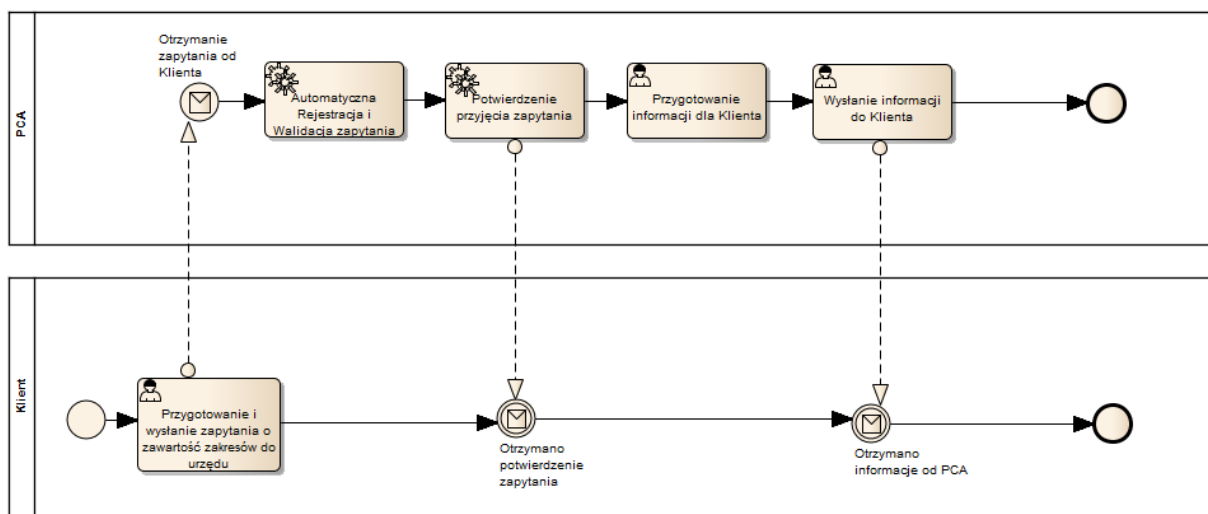 PCA
Otrzymanie
zapytania od
Klienta
Automatyczna
Rejestracja i
Walidacja zapytania
Potwierdzenie
przyjęcia zapytania
Przygotowanie
informacji dla Klienta
Wysłanie informacji
do Klienta
Klient
Przygotowanie i
wysłanie zapytania o
zawartość zakresów do
urzędu
Otrzymano
potwierdzenie
zapytania
Otrzymano
informacje od PCA